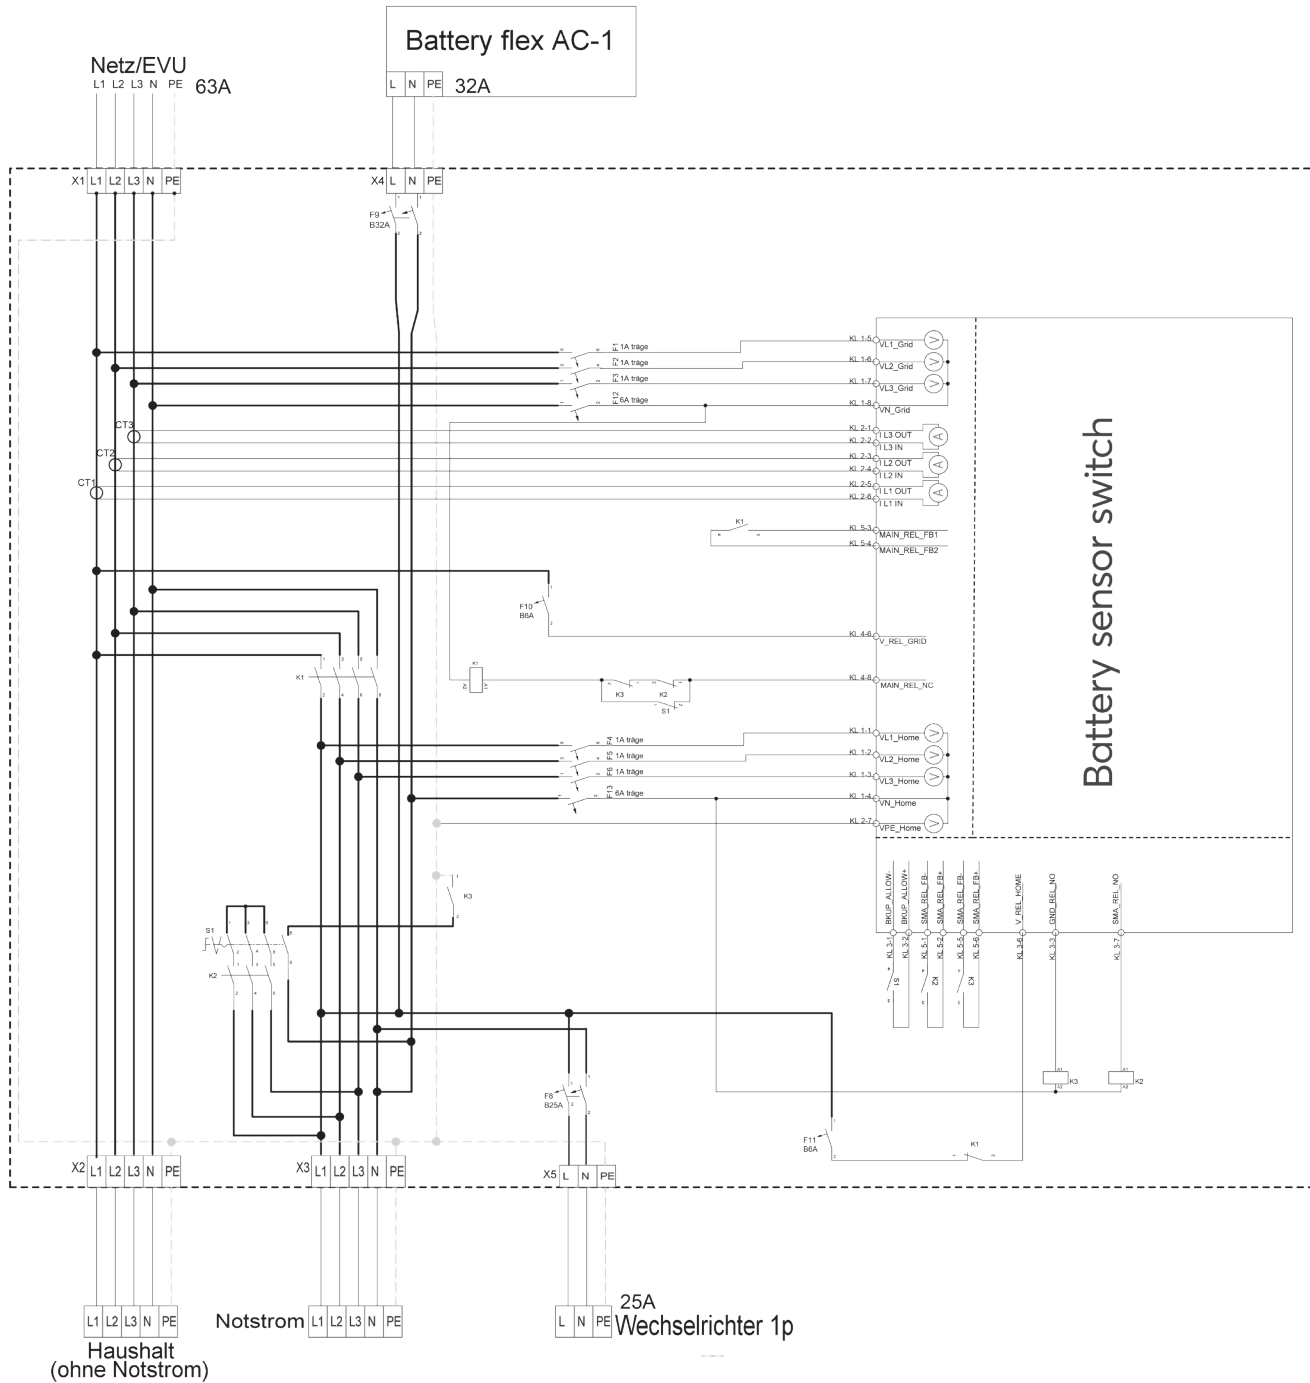 Battery flex AC-1
Netz/EVU
L1 L2 L3 N PE 63A
L N PE 32A
X1 L1 L2 L3 N PE
X4 L N PE
F9
B32A
F1 1A träge
KL 1-5
VL1_Grid
F2 1A träge
KL 1-6
VL2_Grid
F3 1A träge
KL 1-7
VL3_Grid
F12 6A träge
KL 1-8
VN_Grid
CT3
KL 2-1
I L3 OUT
KL 2-2
I L3 IN
CT2
KL 2-3
I L2 OUT
KL 2-4
I L2 IN
CT1
KL 2-5
I L1 OUT
KL 2-6
I L1 IN
Battery sensor switch
K1
KL 5-3
MAIN_REL_FB1
KL 5-4
MAIN_REL_FB2
F10
B6A
KL 4-6
V_REL_GRID
K1
K1
A2 A1
K3 K2
S1
KL 4-8
MAIN_REL_NC
F4 1A träge
KL 1-1
VL1_Home
F5 1A träge
KL 1-2
VL2_Home
F6 1A träge
KL 1-3
VL3_Home
F13 6A träge
KL 1-4
VN_Home
KL 2-7
VPE_Home
K3
S1
K2
BKUP_ALLOW-
BKUP_ALLOW+
SMA_REL_FB-
SMA_REL_FB+
SMA_REL_FB-
SMA_REL_FB+
V_REL_HOME
GND_REL_NO
SMA_REL_NO
KL 3-1
KL 3-2
KL 5-1
KL 5-2
KL 5-5
KL 5-6
KL 3-6
KL 3-3
KL 3-7
S1
K2
K3
A1 K3 A2
A1 K2 A2
F8
B25A
F11
B6A
K1
X2 L1 L2 L3 N PE
X3 L1 L2 L3 N PE
X5 L N PE
L1 L2 L3 N PE
Haushalt
(ohne Notstrom)
Notstrom L1 L2 L3 N PE
25A
L N PE Wechselrichter 1p